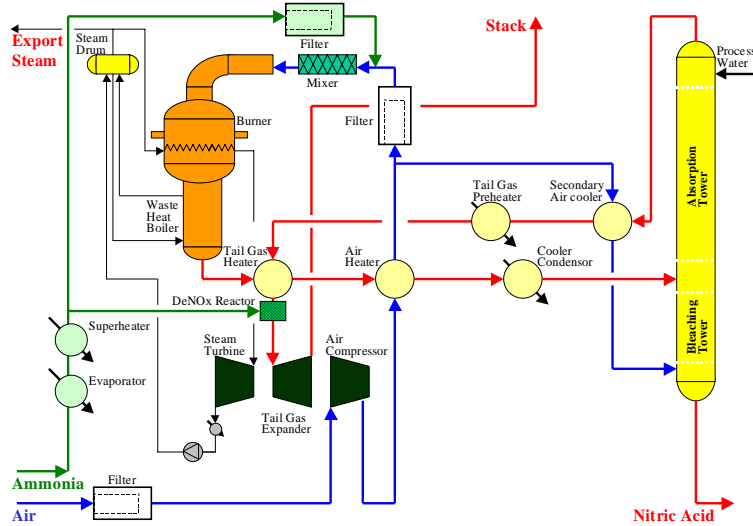 Export
Steam
Steam
Drum
Filter
Mixer
Stack
Process
Water
Burner
Filter
Absorption
Tower
Waste
Heat
Boiler
Tail Gas
Preheater
Secondary
Air cooler
Tail Gas
Heater
Air
Heater
Cooler
Condensor
DeNOx Reactor
Bleaching
Tower
Superheater
Steam
Turbine
Air
Compressor
Evaporator
Tail Gas
Expander
Ammonia
Filter
Air
Nitric Acid